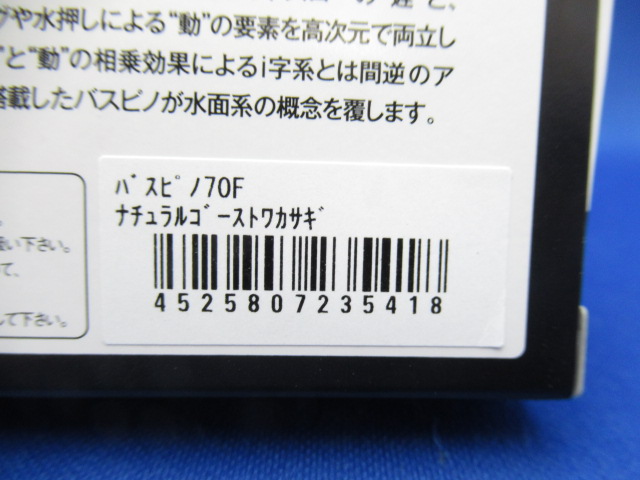 グや水押しによる"動"の要素を高次元で両立し
と"動"の相乗効果によるi字系とは間逆のア
搭載したバスピノが水面系の概念を覆します。
バスピノ70F
ナチュラルゴーストワカサギ
4525807235418
下さい。
て、
して下さい。